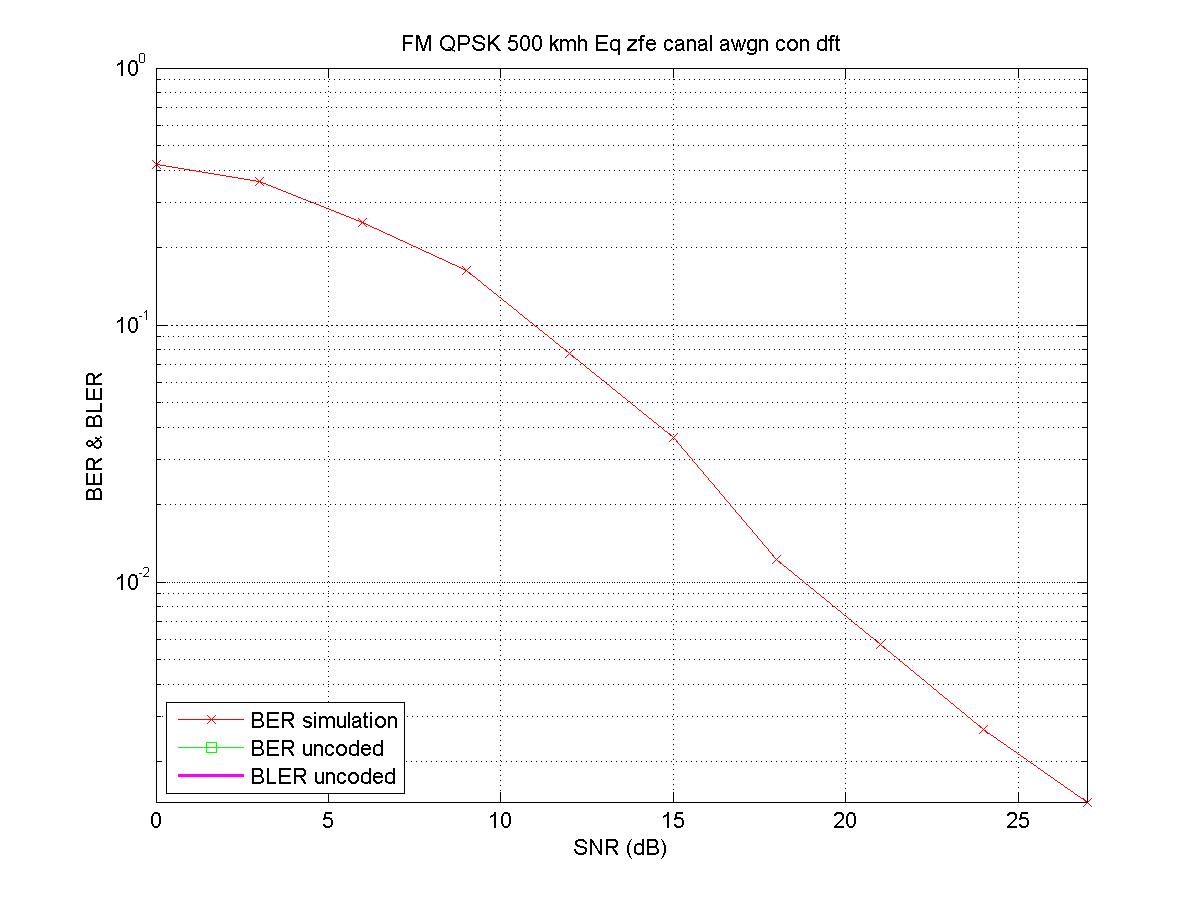 FM QPSK 500 kmh Eq zfe canal awgn con dft
10^0
10^-1
10^-2
BER & BLER
BER simulation
BER uncoded
BLER uncoded
0 5 10 15 20 25
SNR (dB)